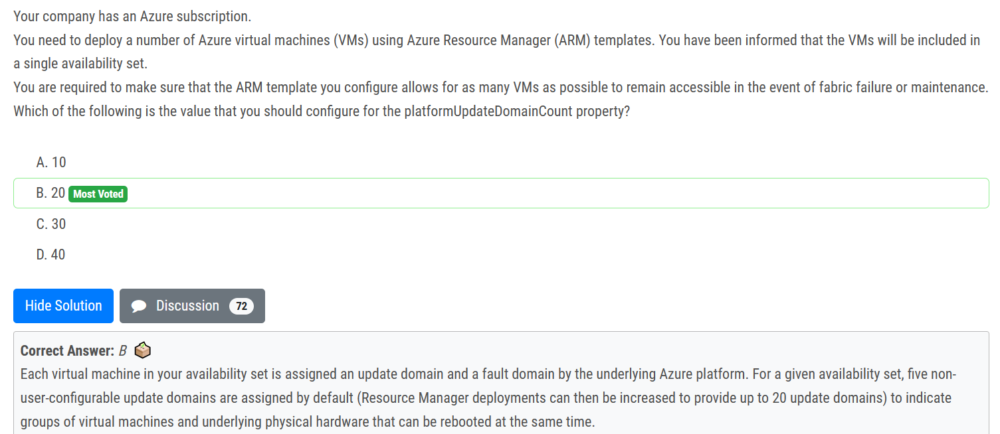 Your company has an Azure subscription.
You need to deploy a number of Azure virtual machines (VMs) using Azure Resource Manager (ARM) templates. You have been informed that the VMs will be included in
a single availability set.
You are required to make sure that the ARM template you configure allows for as many VMs as possible to remain accessible in the event of fabric failure or maintenance.
Which of the following is the value that you should configure for the platformUpdateDomainCount property?
A. 10
B. 20 Most Voted
C. 30
D. 40
Hide Solution Discussion 72
Correct Answer: B
Each virtual machine in your availability set is assigned an update domain and a fault domain by the underlying Azure platform. For a given availability set, five non-
user-configurable update domains are assigned by default (Resource Manager deployments can then be increased to provide up to 20 update domains) to indicate
groups of virtual machines and underlying physical hardware that can be rebooted at the same time.